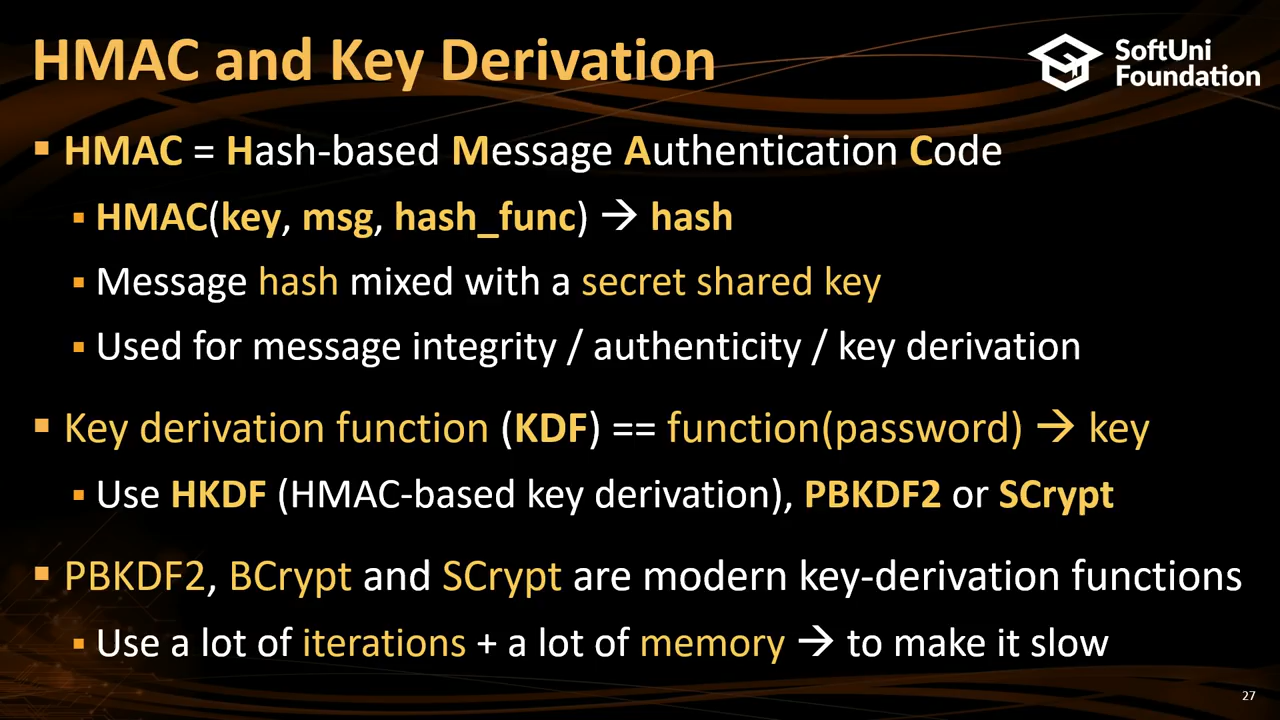 HMAC and Key Derivation
SoftUni
Foundation
▪ HMAC = Hash-based Message Authentication Code
▪ HMAC(key, msg, hash_func) → hash
▪ Message hash mixed with a secret shared key
▪ Used for message integrity / authenticity / key derivation
▪ Key derivation function (KDF) == function(password) → key
▪ Use HKDF (HMAC-based key derivation), PBKDF2 or SCrypt
▪ PBKDF2, BCrypt and SCrypt are modern key-derivation functions
▪ Use a lot of iterations + a lot of memory → to make it slow
27